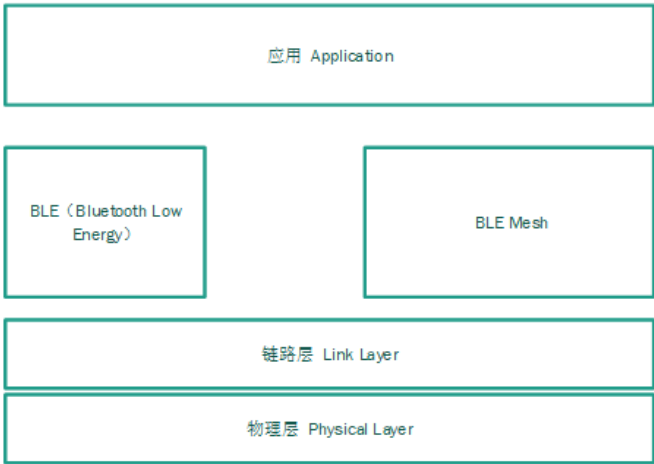 应用 Application
BLE（Bluetooth Low
Energy）
BLE Mesh
链路层 Link Layer
物理层 Physical Layer